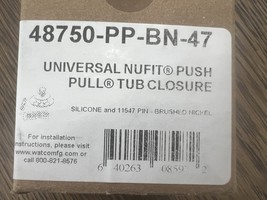 48750-PP-BN-47
UNIVERSAL NUFIT® PUSH
PULL® TUB CLOSURE
SILICONE and 11547 PIN - BRUSHED NICKEL
For installation
instructions, please visit
www.watcomfg.com or
call 800-821-8576
6 40263 0859